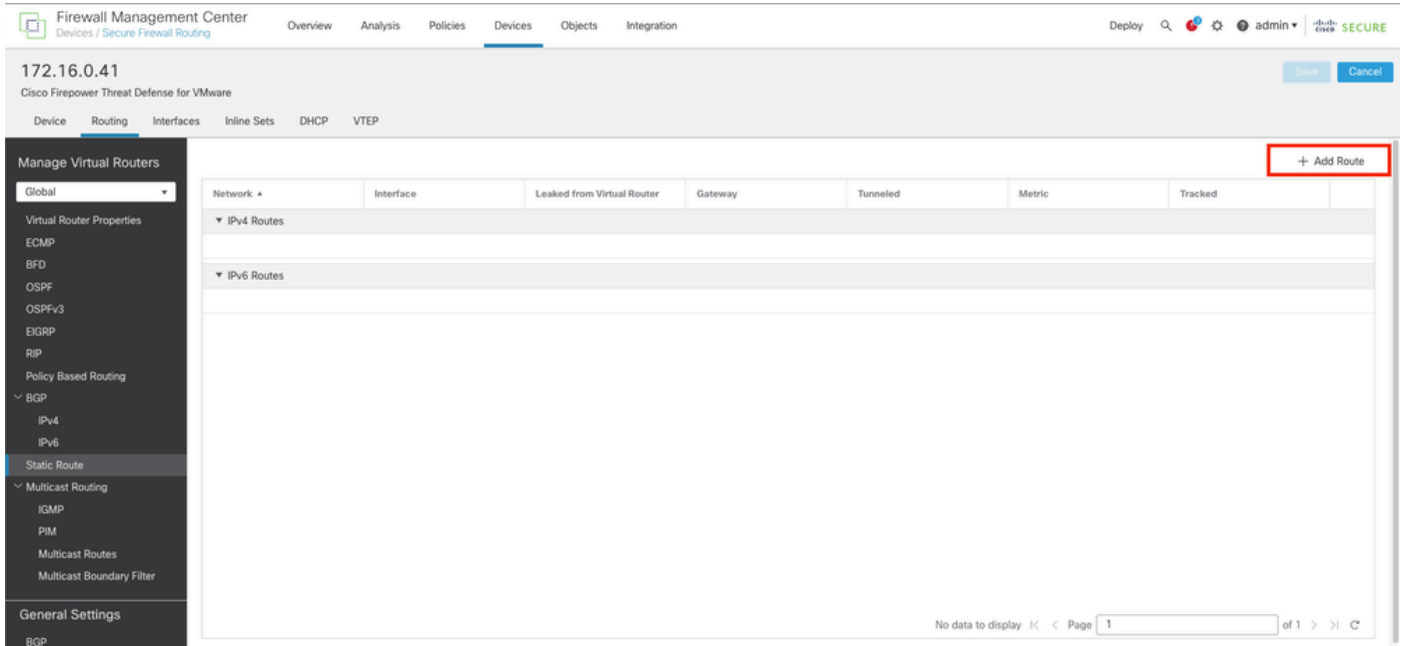 Firewall Management Center
Devices / Secure Firewall Routing
Overview Analysis Policies Devices Objects Integration
Deploy admin cisco SECURE
172.16.0.41
Save Cancel
Cisco Firepower Threat Defense for VMware
Device Routing Interfaces Inline Sets DHCP VTEP
Manage Virtual Routers
+ Add Route
Global
Network Interface Leaked from Virtual Router Gateway Tunneled Metric Tracked
Virtual Router Properties
IPv4 Routes
ECMP
BFD
IPv6 Routes
OSPF
OSPFv3
EIGRP
RIP
Policy Based Routing
BGP
IPv4
IPv6
Static Route
Multicast Routing
IGMP
PIM
Multicast Routes
Multicast Boundary Filter
General Settings
No data to display Page 1 of 1
BGP